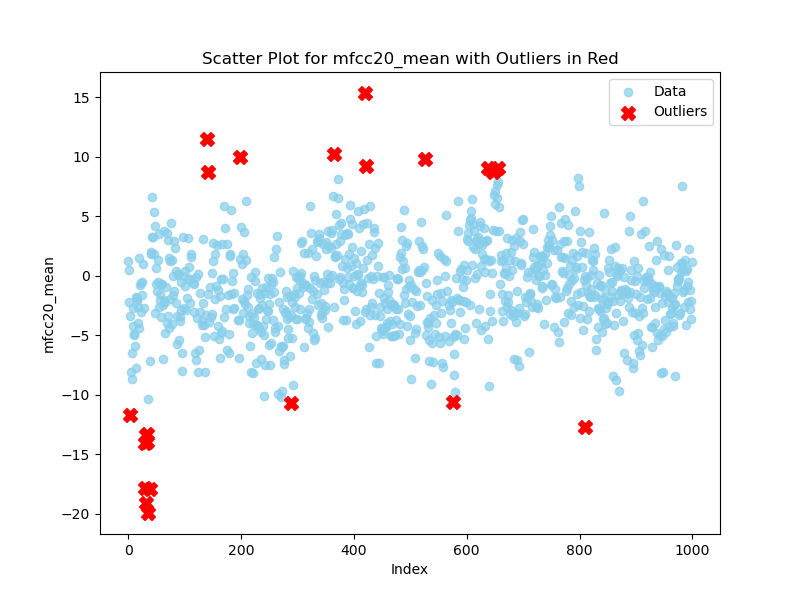 Scatter Plot for mfcc20_mean with Outliers in Red
Data
Outliers
mfcc20_mean
15
10
5
0
−5
−10
−15
−20
0
200
400
600
800
1000
Index